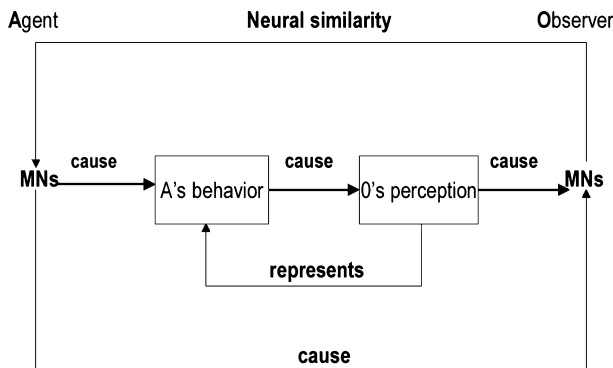 Agent Neural similarity Observer
cause cause cause
MNs A's behavior 0's perception MNs
represents
cause